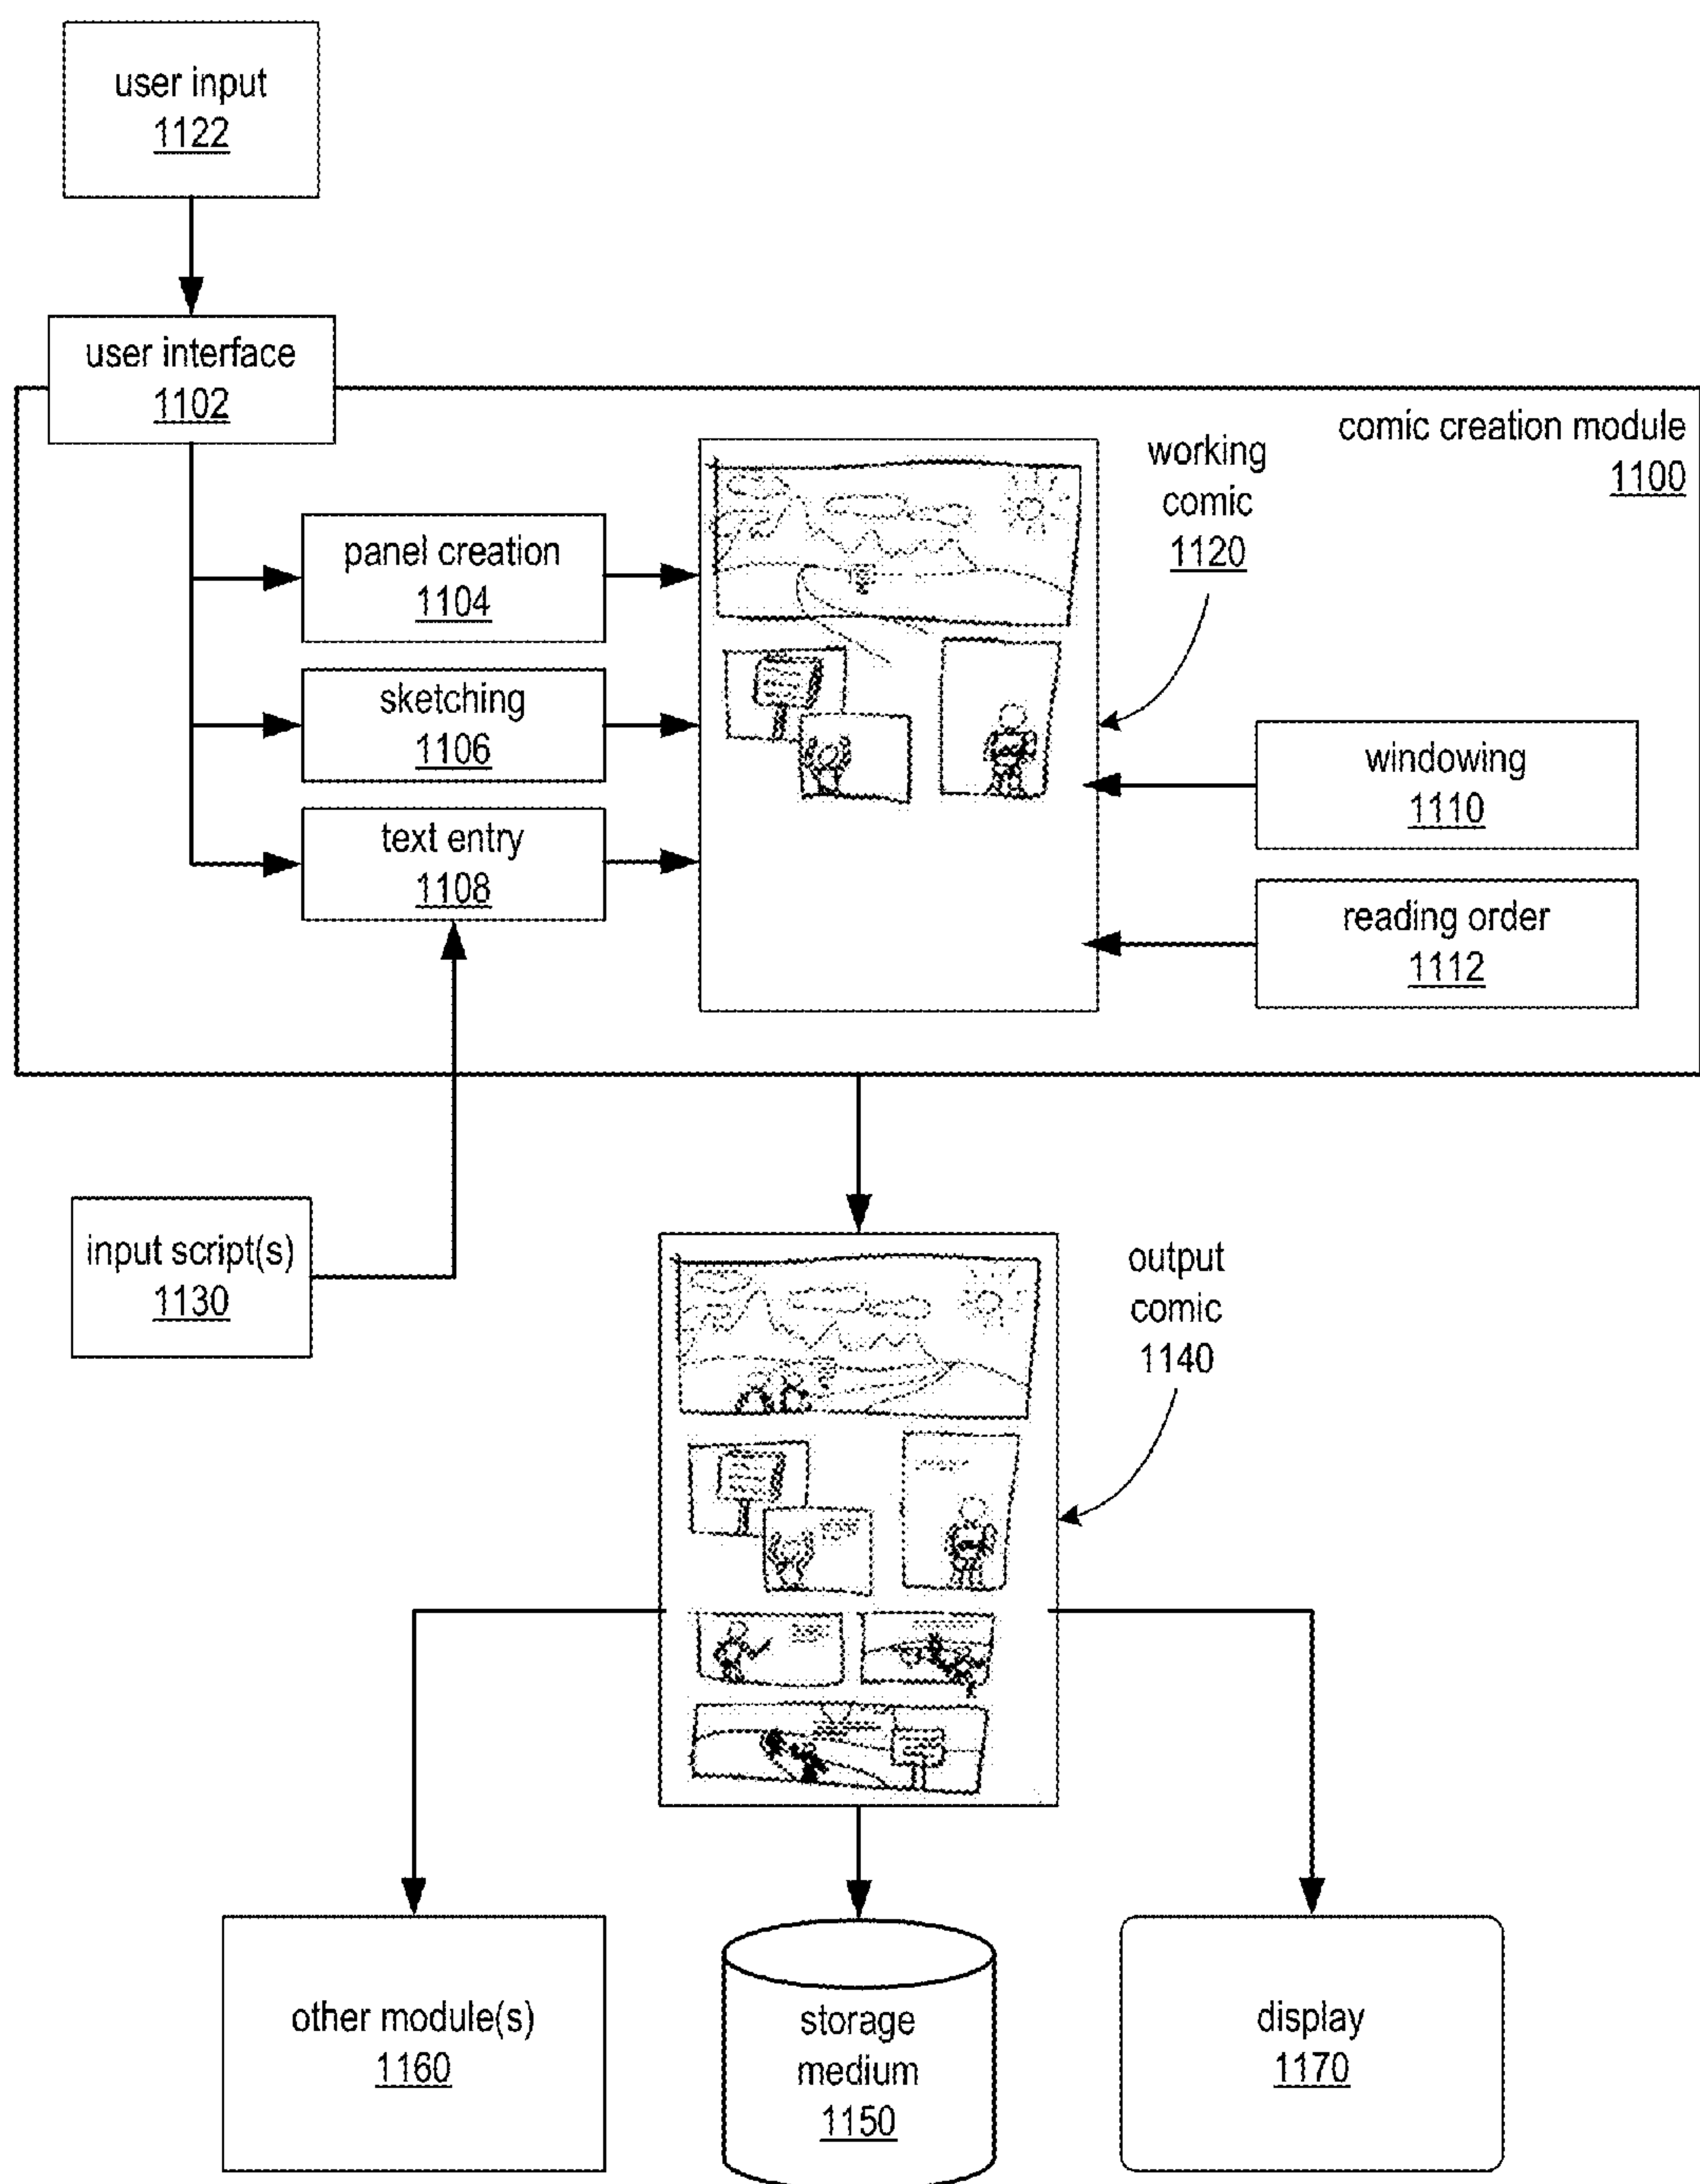 user input
1122
user interface
1102
comic creation module
1100
working
comic
1120
panel creation
1104
sketching
1106
text entry
1108
windowing
1110
reading order
1112
input script(s)
1130
output
comic
1140
other module(s)
1160
storage
medium
1150
display
1170